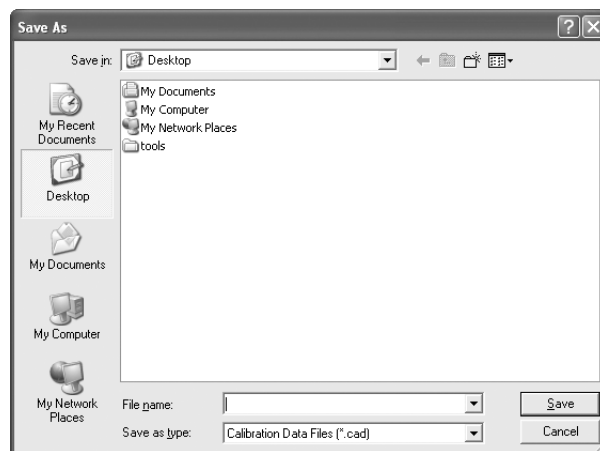 Save As
Save in:
Desktop
My Documents
My Computer
My Network Places
tools
My Recent
Documents
Desktop
My Documents
My Computer
My Network
Places
File name:
Save
Save as type:
Calibration Data Files (*.cad)
Cancel